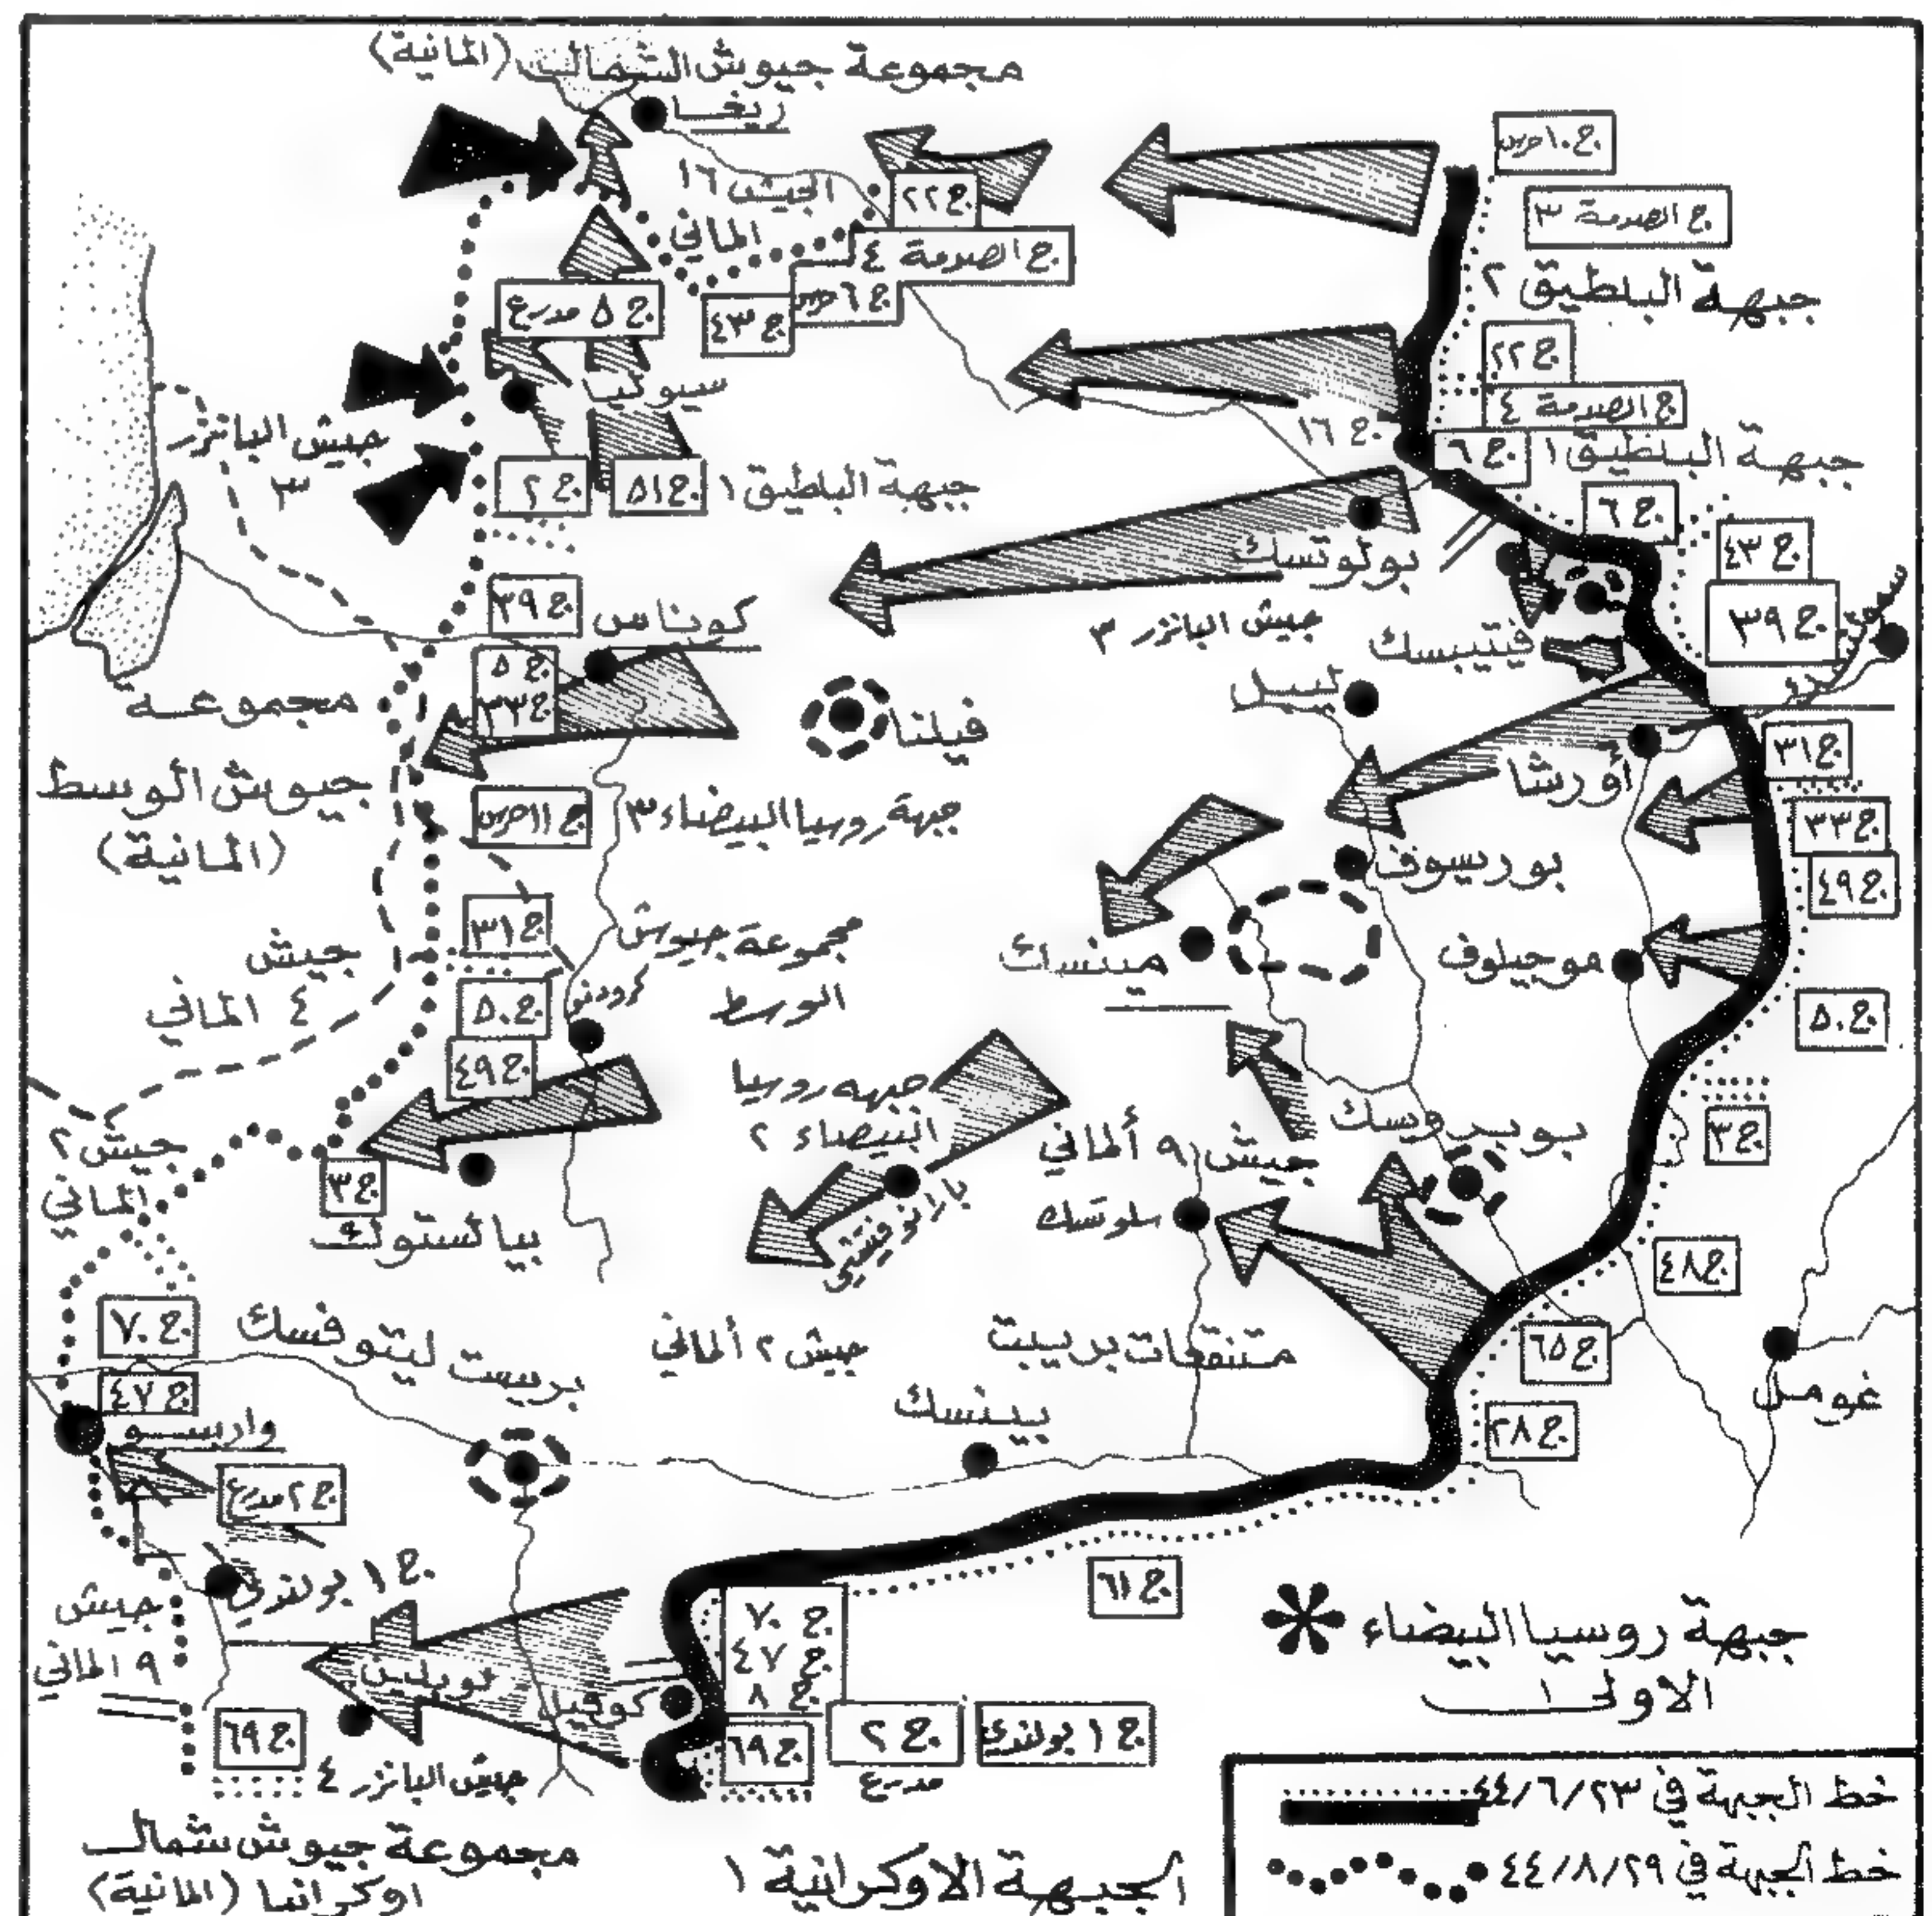 مجموعة جيوش الشمال (المانية)
ريغا
ج ١٠ حرس
ج الصدمة ٣
جبهة البلطيق ٢
الجيش ١٦
الماني
ج ٢٢
ج الصدمة ٤
ج ٦ حرس
ج ٤٣
ج ٥ مدرع
ج ٢٢
ج الصدمة ٤
ج ١٦
ج ٦
جبهة البلطيق ١
ج ٦
ج ٤٣
ج ٣٩
جيش البانزر
٣
ج ٢
ج ٥١
جبهة البلطيق ١
بولوتسك
جيش البانزر ٣
فيتيبسك
ليبل
ج ٣٩
كوناس
ج ٥
ج ٣٣
فيلنا
مجموعة
جيوش الوسط
(المانية)
ج ١١ حرس
جبهة روسيا البيضاء ٣
أورشا
ج ٣١
ج ٣٣
ج ٤٩
بوريسوف
مينسك
موجيلوف
ج ٥٠
جيش
٤ الماني
ج ٣١
ج ٥٠
ج ٤٩
غرودنو
مجموعة جيوش
الوسط
جبهة روسيا
البيضاء ٢
جيش ٩ ألماني
بوبرويسك
ج ٣
جيش ٢
الماني
ج ٣
بيالستوك
بارانوفيتشي
سلوتسك
ج ٤٨
ج ٧٠
ج ٤٧
وارسو
ج ٢ مدرع
بريست ليتوفسك
جيش ٢ ألماني
متنقعات بريبت
بينسك
ج ٦٥
ج ٢٨
غومل
ج ٦١
ج ١ بولندي
جيش
٩ الماني
لوبلين
كوفيل
ج ٧٠
ج ٤٧
ج ٨
ج ٦٩
ج ٢
مدرع
ج ١ بولندي
ج ٦٩
جيش البانزر ٤
جبهة روسيا البيضاء
الاولى ١
مجموعة جيوش شمال
اوكرانيا (المانية)
الجبهة الاوكرانية ١
خط الجبهة في ٤٤/٦/٢٣
خط الجبهة في ٤٤/٨/٢٩